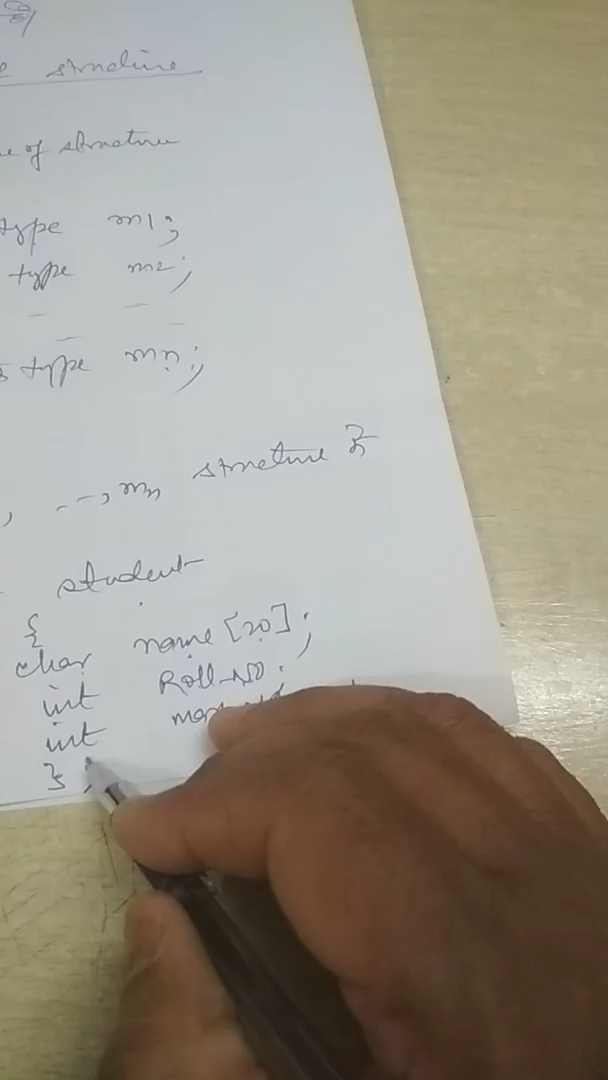 structure
of structure
type m1;
type m2;
- - -
type mn;
, --, mn structure
student
{
char name [20];
int Roll-No.
int
} ;